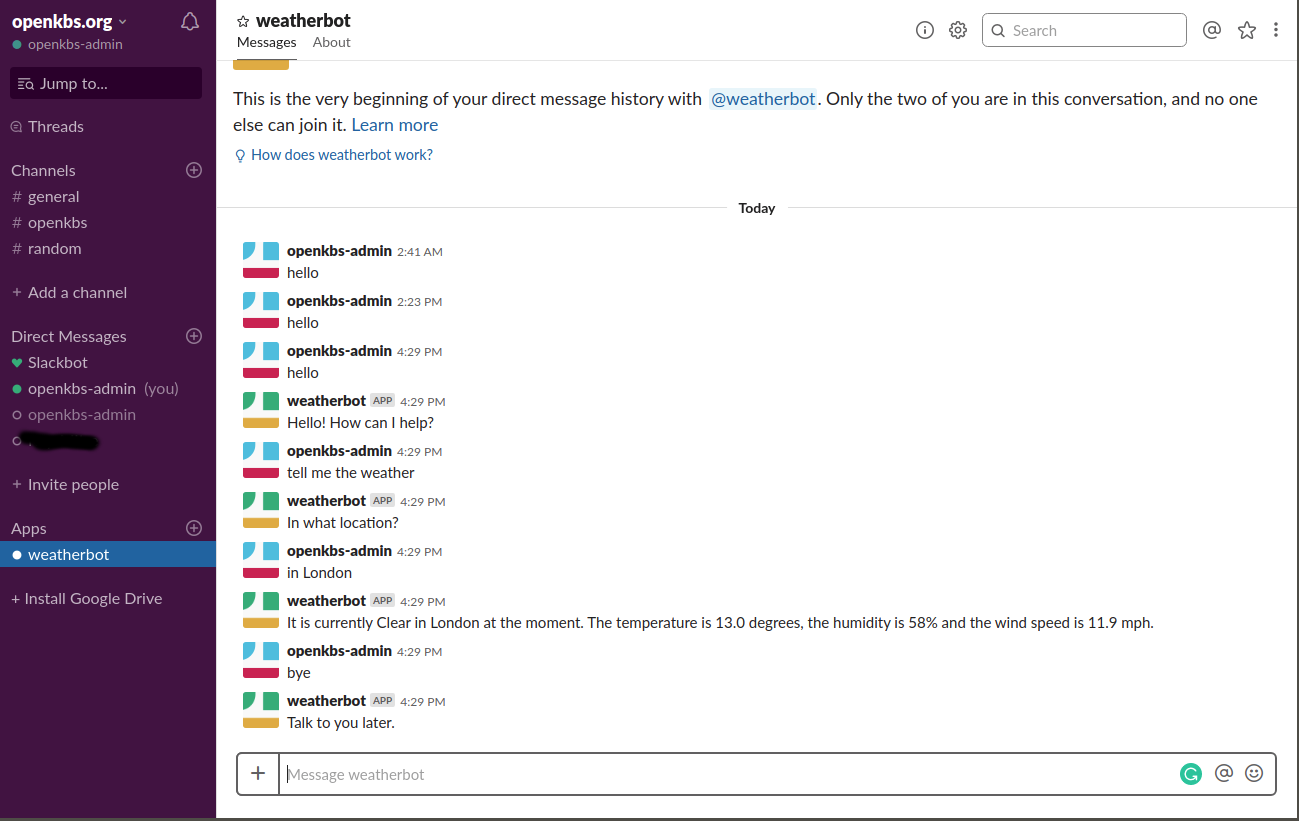 openkbs.org
openkbs-admin
Jump to...
Threads
Channels
# general
# openkbs
# random
+ Add a channel
Direct Messages
Slackbot
openkbs-admin (you)
openkbs-admin
+ Invite people
Apps
weatherbot
+ Install Google Drive
weatherbot
Messages About
Search
This is the very beginning of your direct message history with @weatherbot. Only the two of you are in this conversation, and no one
else can join it. Learn more
How does weatherbot work?
Today
openkbs-admin 2:41 AM
hello
openkbs-admin 2:23 PM
hello
openkbs-admin 4:29 PM
hello
weatherbot APP 4:29 PM
Hello! How can I help?
openkbs-admin 4:29 PM
tell me the weather
weatherbot APP 4:29 PM
In what location?
openkbs-admin 4:29 PM
in London
weatherbot APP 4:29 PM
It is currently Clear in London at the moment. The temperature is 13.0 degrees, the humidity is 58% and the wind speed is 11.9 mph.
openkbs-admin 4:29 PM
bye
weatherbot APP 4:29 PM
Talk to you later.
+ Message weatherbot